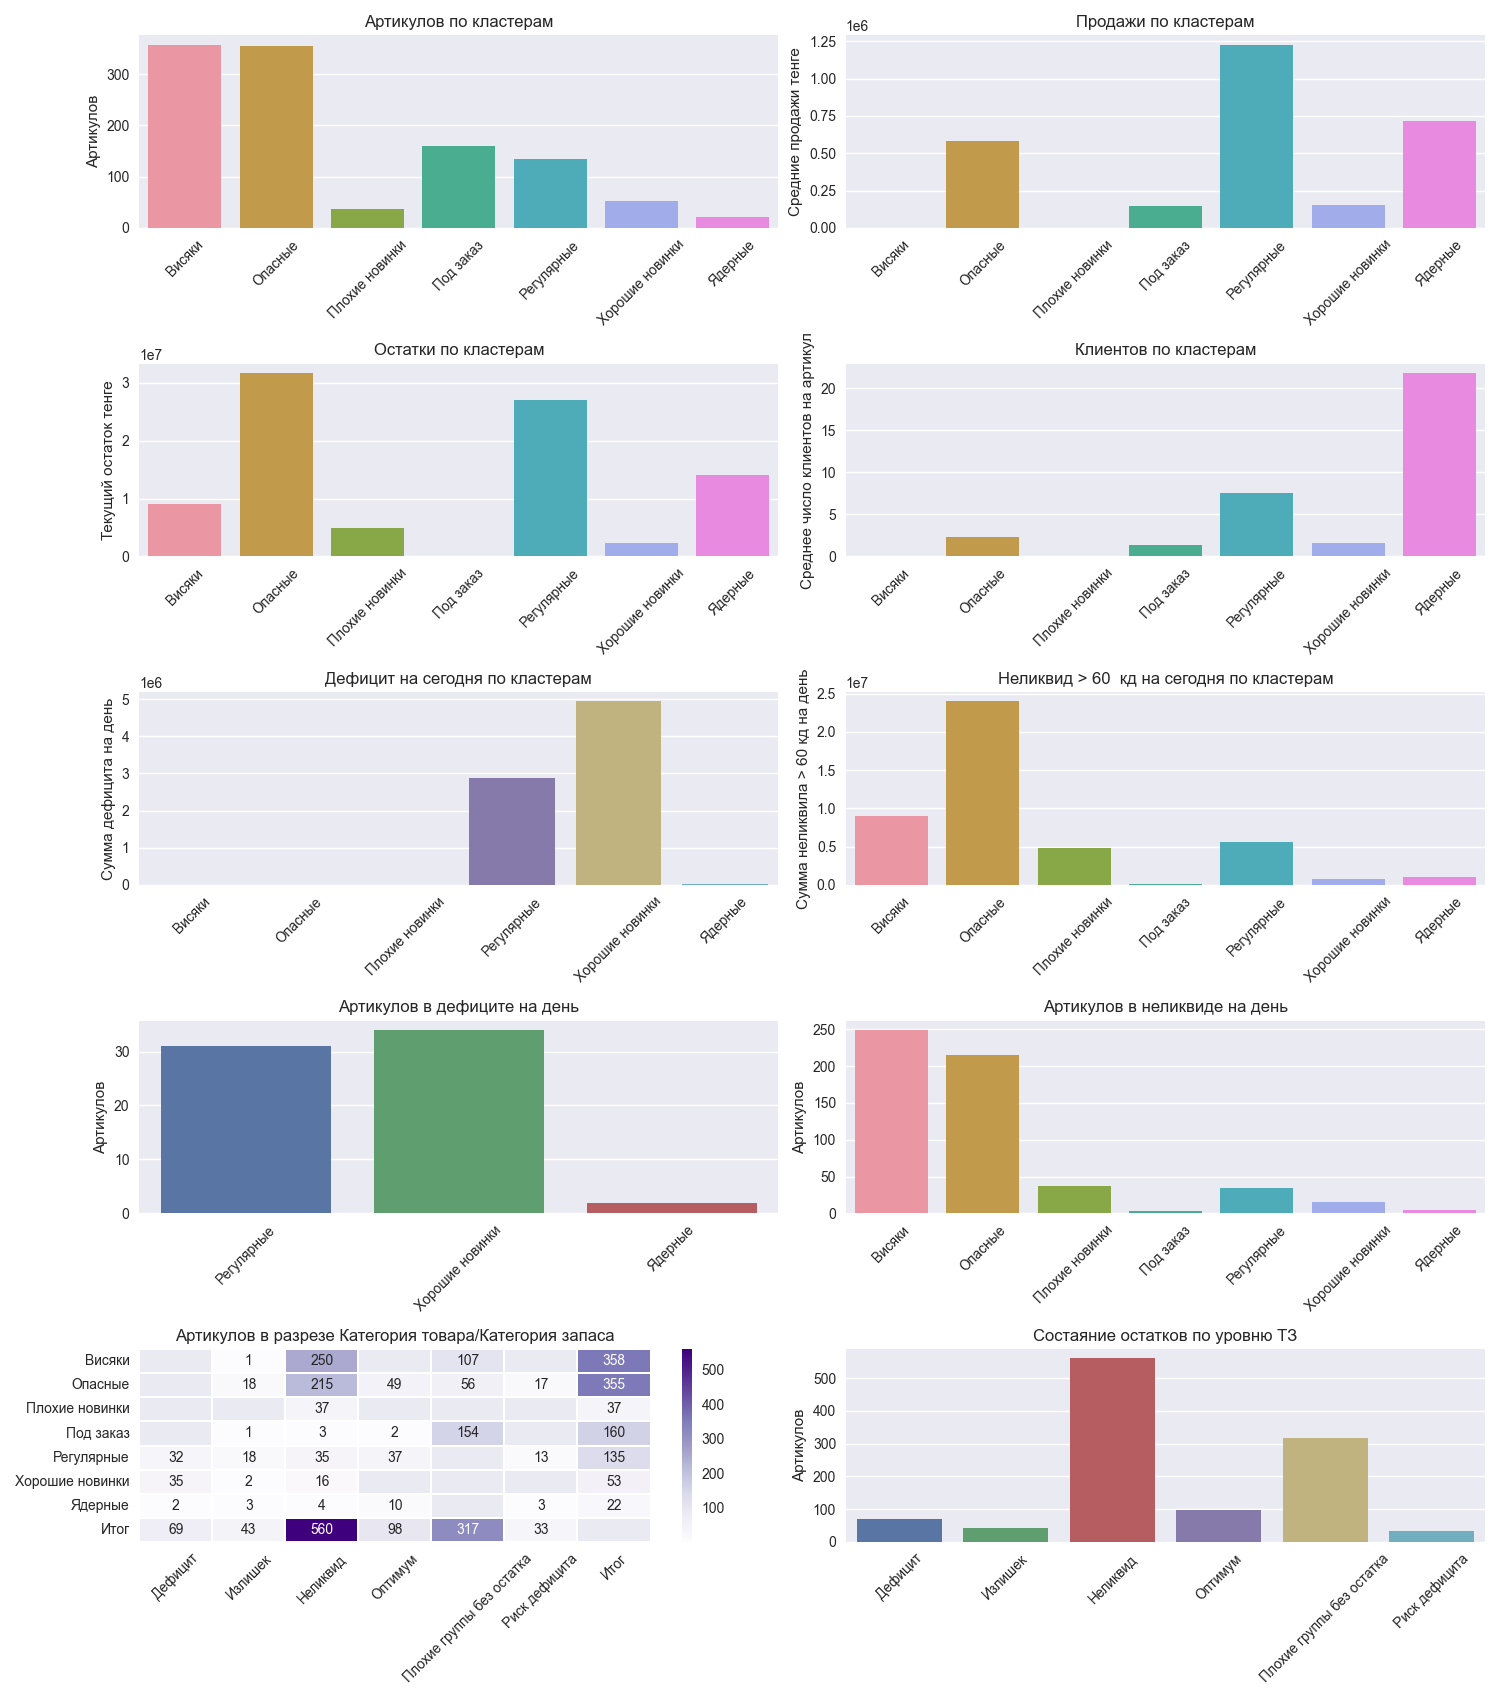 Артикулов по кластерам
Артикулов
300
200
100
0
Висяки
Опасные
Плохие новинки
Под заказ
Регулярные
Хорошие новинки
Ядерные
Продажи по кластерам
1e6
Средние продажи тенге
1.25
1.00
0.75
0.50
0.25
0.00
Висяки
Опасные
Плохие новинки
Под заказ
Регулярные
Хорошие новинки
Ядерные
Остатки по кластерам
1e7
Текущий остаток тенге
3
2
1
0
Висяки
Опасные
Плохие новинки
Под заказ
Регулярные
Хорошие новинки
Ядерные
Клиентов по кластерам
Среднее число клиентов на артикул
20
15
10
5
0
Висяки
Опасные
Плохие новинки
Под заказ
Регулярные
Хорошие новинки
Ядерные
Дефицит на сегодня по кластерам
1e6
Сумма дефицита на день
5
4
3
2
1
0
Висяки
Опасные
Плохие новинки
Регулярные
Хорошие новинки
Ядерные
Неликвид > 60 кд на сегодня по кластерам
1e7
Сумма неликвила > 60 кд на день
2.5
2.0
1.5
1.0
0.5
0.0
Висяки
Опасные
Плохие новинки
Под заказ
Регулярные
Хорошие новинки
Ядерные
Артикулов в дефиците на день
Артикулов
30
20
10
0
Регулярные
Хорошие новинки
Ядерные
Артикулов в неликвиде на день
Артикулов
250
200
150
100
50
0
Висяки
Опасные
Плохие новинки
Под заказ
Регулярные
Хорошие новинки
Ядерные
Артикулов в разрезе Категория товара/Категория запаса
Висяки 1 250 107 358
Опасные 18 215 49 56 17 355
Плохие новинки 37 37
Под заказ 1 3 2 154 160
Регулярные 32 18 35 37 13 135
Хорошие новинки 35 2 16 53
Ядерные 2 3 4 10 3 22
Итог 69 43 560 98 317 33
Дефицит
Излишек
Неликвид
Оптимум
Плохие группы без остатка
Риск дефицита
Итог
500
400
300
200
100
Состаяние остатков по уровню ТЗ
Артикулов
500
400
300
200
100
0
Дефицит
Излишек
Неликвид
Оптимум
Плохие группы без остатка
Риск дефицита